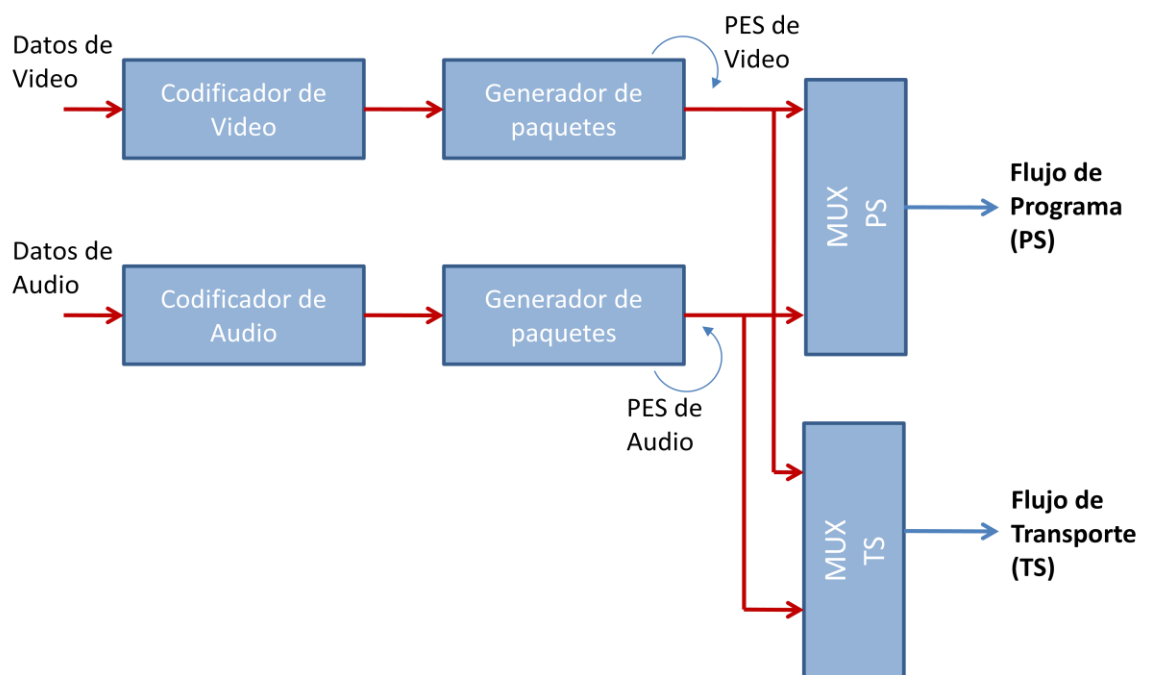 Datos de
Video
Codificador de
Video
Generador de
paquetes
PES de
Video
MUX
PS
Flujo de
Programa
(PS)
Datos de
Audio
Codificador de
Audio
Generador de
paquetes
PES de
Audio
MUX
TS
Flujo de
Transporte
(TS)